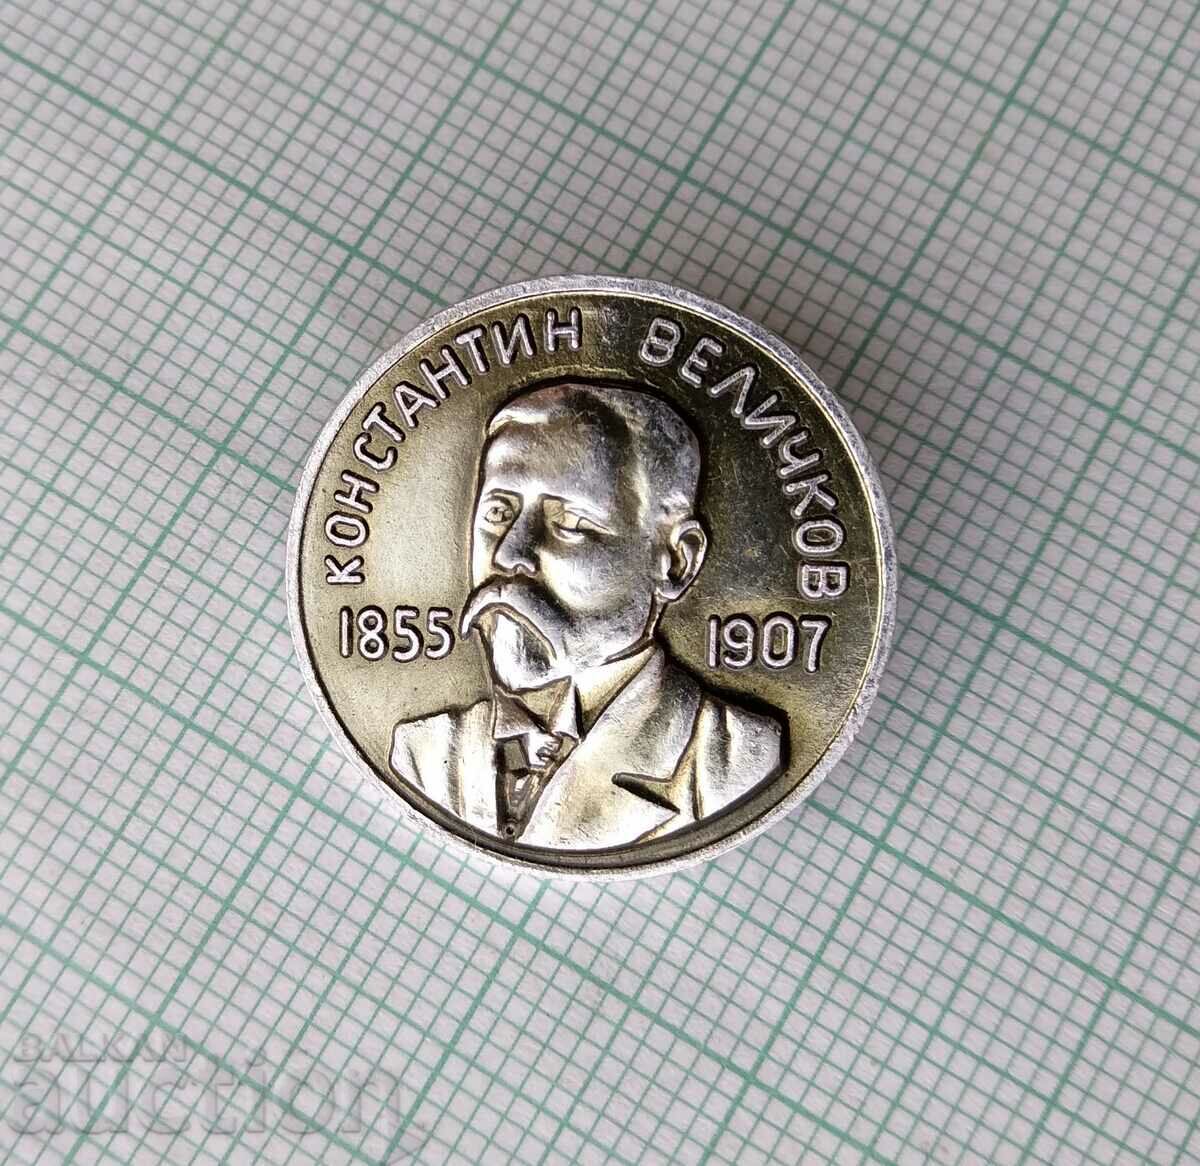 КОНСТАНТИН ВЕЛИЧКОВ
1855 1907
BALKAN
auction